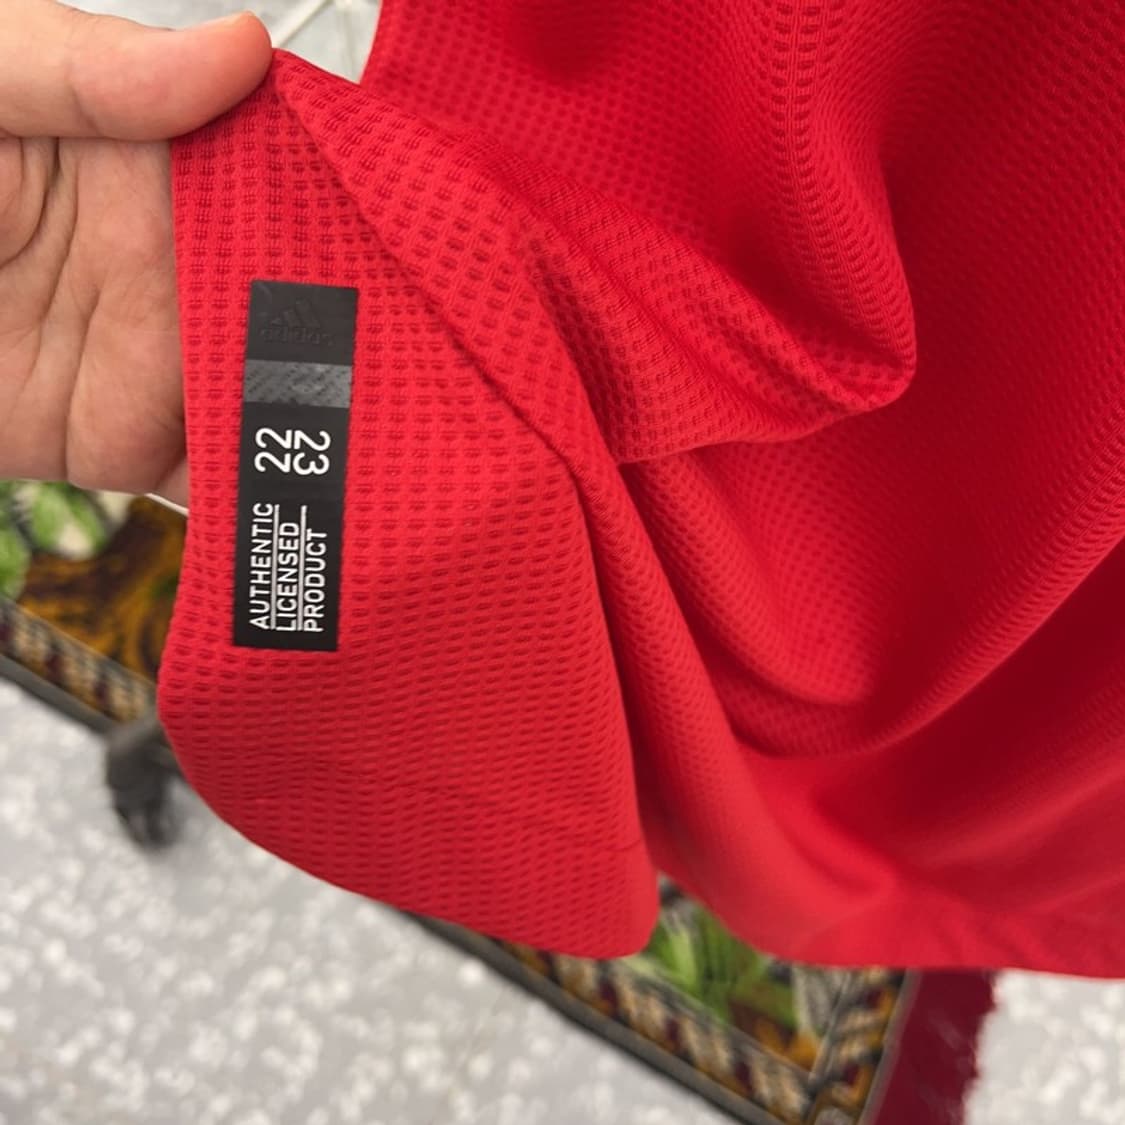 adidas
22
23
AUTHENTIC
LICENSED
PRODUCT